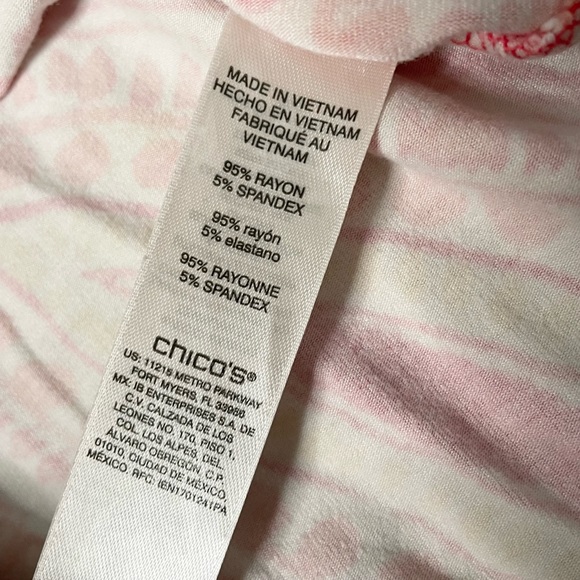 MADE IN VIETNAM
HECHO EN VIETNAM
FABRIQUÉ AU
VIETNAM
95% RAYON
5% SPANDEX
95% rayón
5% elastano
95% RAYONNE
5% SPANDEX
chico's®
US: 11215 METRO PARKWAY
FORT MYERS, FL 33966
MX. IB ENTERPRISES S.A. DE
C.V. CALZADA DE LOS
LEONES NO. 170, PISO 1,
COL. LOS ALPES, DEL.
ÁLVARO OBREGÓN. C.P.
01010, CIUDAD DE MÉXICO,
MÉXICO. RFC: IEN1701241PA